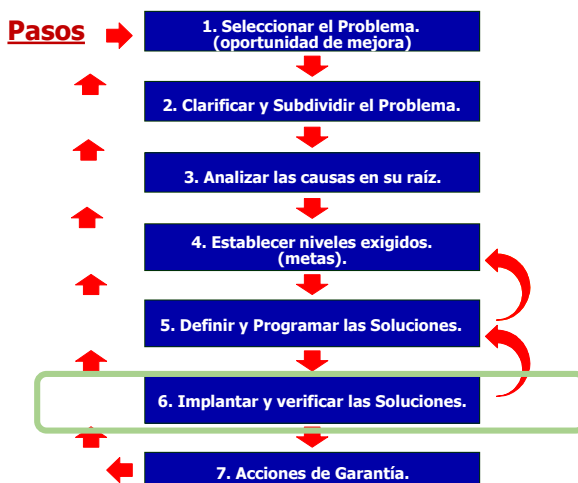 Pasos
1. Seleccionar el Problema.
(oportunidad de mejora)
2. Clarificar y Subdividir el Problema.
3. Analizar las causas en su raíz.
4. Establecer niveles exigidos.
(metas).
5. Definir y Programar las Soluciones.
6. Implantar y verificar las Soluciones.
7. Acciones de Garantía.